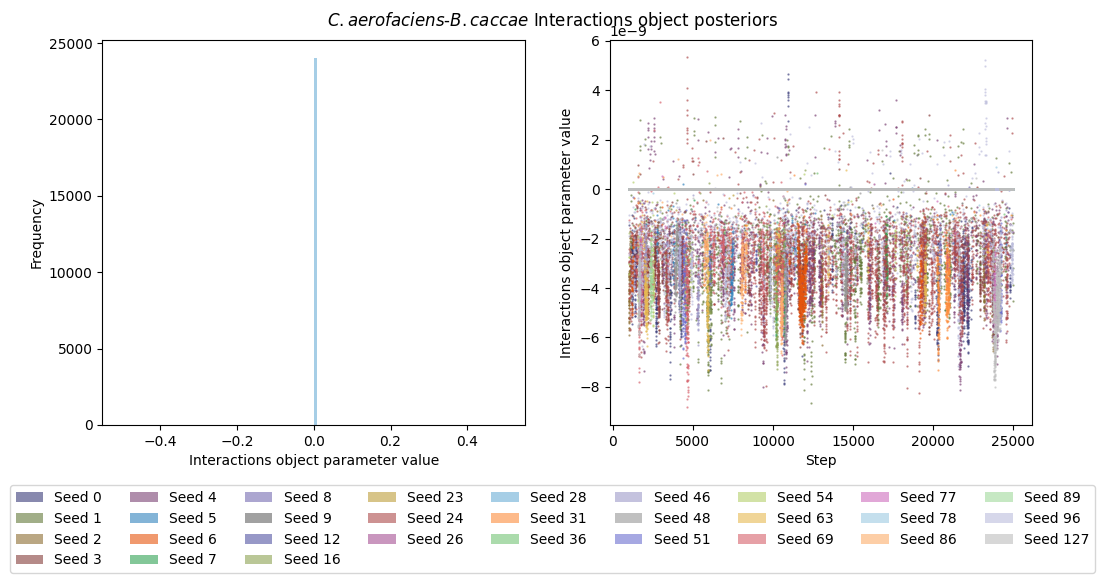 C. aerofaciens-B. caccae Interactions object posteriors
25000
20000
15000
10000
5000
0
Frequency
−0.4 −0.2 0.0 0.2 0.4
Interactions object parameter value
1e−9
6
4
2
0
−2
−4
−6
−8
Interactions object parameter value
0 5000 10000 15000 20000 25000
Step
Seed 0 Seed 4 Seed 8 Seed 23 Seed 28 Seed 46 Seed 54 Seed 77 Seed 89
Seed 1 Seed 5 Seed 9 Seed 24 Seed 31 Seed 48 Seed 63 Seed 78 Seed 96
Seed 2 Seed 6 Seed 12 Seed 26 Seed 36 Seed 51 Seed 69 Seed 86 Seed 127
Seed 3 Seed 7 Seed 16